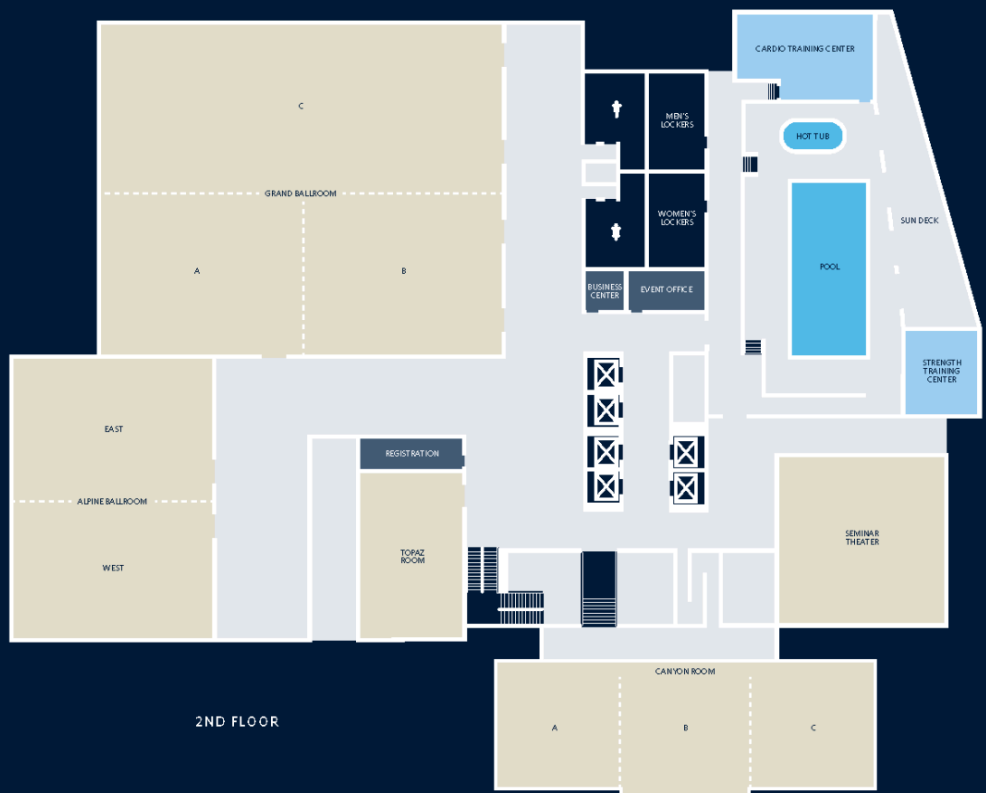 CARDIO TRAINING CENTER
C
MEN'S
LOCKERS
HOT TUB
GRAND BALLROOM
WOMEN'S
LOCKERS
SUN DECK
A
B
POOL
BUSINESS
CENTER
EVENT OFFICE
STRENGTH
TRAINING
CENTER
EAST
REGISTRATION
ALPINE BALLROOM
SEMINAR
THEATER
TOPAZ
ROOM
WEST
CANYON ROOM
2ND FLOOR
A
B
C